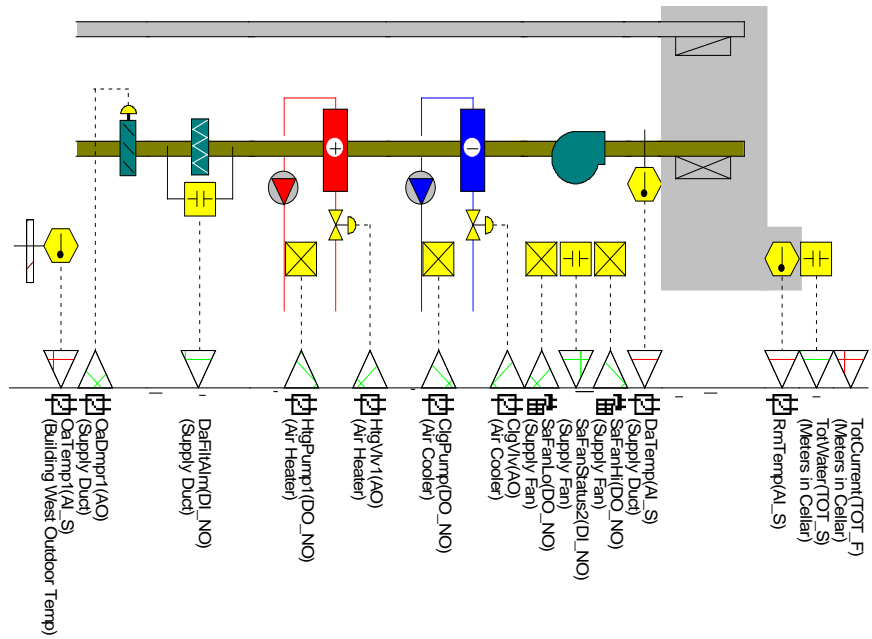 OaTemp1(AI_S)
(Building West Outdoor Temp)
OaDmpr1(AO)
(Supply Duct)
DaFiltAlm(DI_NO)
(Supply Duct)
HtgPump1(DO_NO)
(Air Heater)
HtgVlv1(AO)
(Air Heater)
ClgPump(DO_NO)
(Air Cooler)
ClgVlv(AO)
(Air Cooler)
SaFanLo(DO_NO)
(Supply Fan)
SaFanStatus2(DI_NO)
(Supply Fan)
SaFanHi(DO_NO)
(Supply Fan)
DaTemp(AI_S)
(Supply Duct)
RmTemp(AI_S)
TotWater(TOT_S)
(Meters in Cellar)
TotCurrent(TOT_F)
(Meters in Cellar)